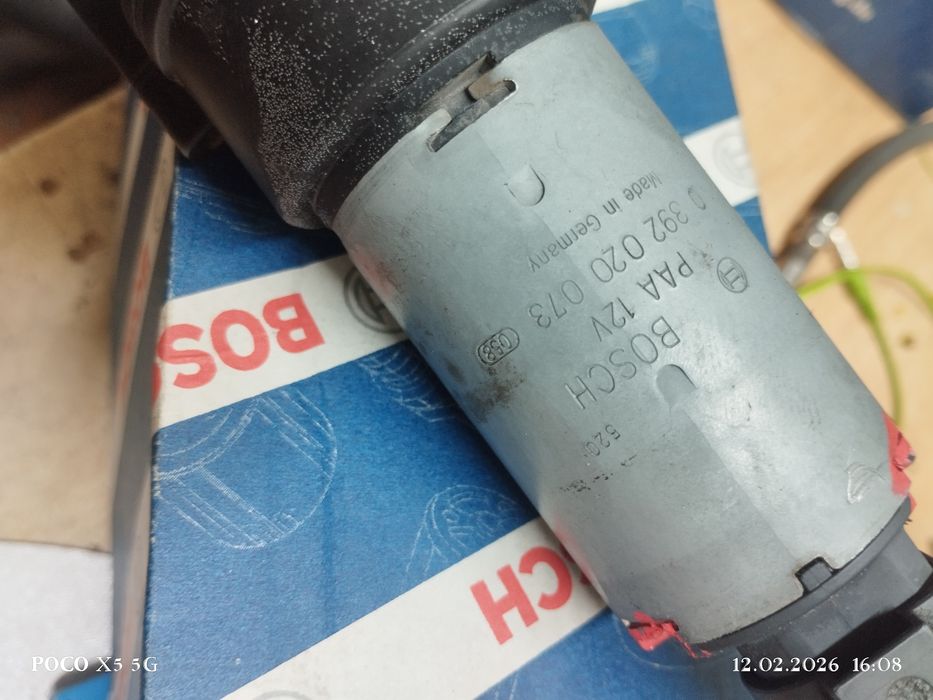 BOSCH
PAA 12V
0 392 020 073
Made in Germany
058
520
BOSCH
POCO X5 5G
12.02.2026 16:08